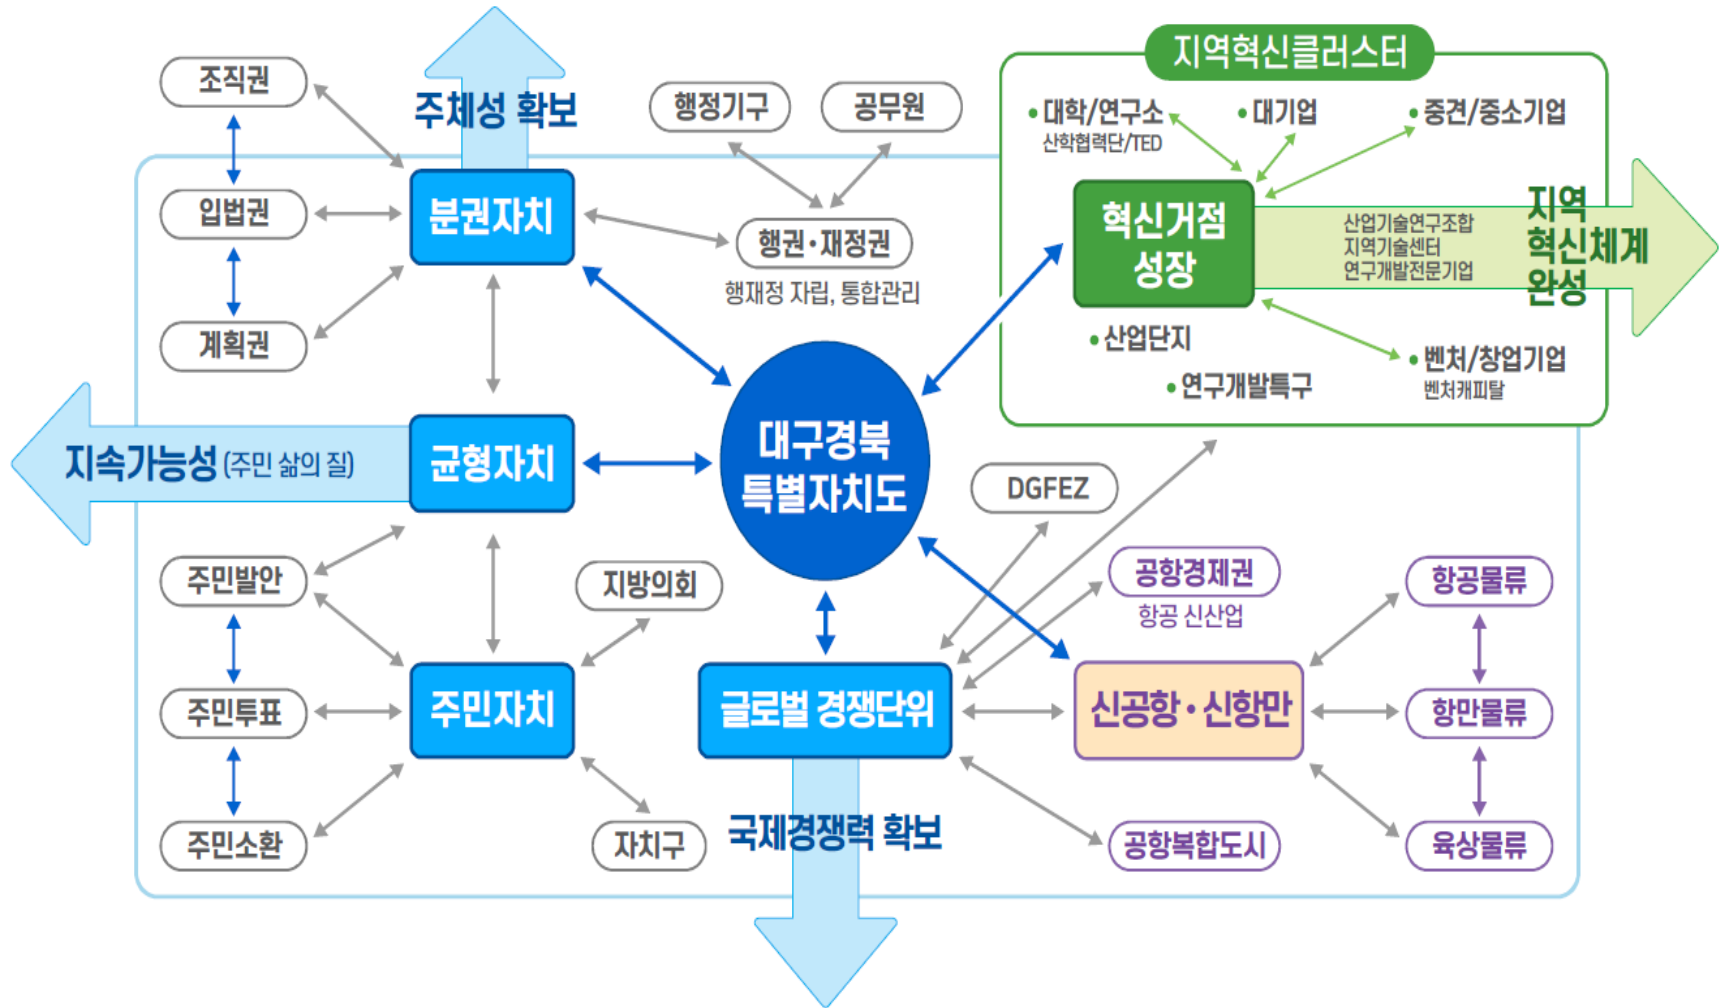 지역혁신클러스터
조직권
주체성 확보
행정기구
공무원
• 대학/연구소
산학협력단/TED
• 대기업
• 중견/중소기업
입법권
분권자치
행권·재정권
행재정 자립, 통합관리
혁신거점
성장
산업기술연구조합
지역기술센터
연구개발전문기업
지역
혁신체계
완성
계획권
• 산업단지
• 연구개발특구
• 벤처/창업기업
벤처캐피탈
지속가능성 (주민 삶의 질)
균형자치
대구경북
특별자치도
DGFEZ
주민발안
지방의회
공항경제권
항공 신산업
항공물류
주민투표
주민자치
글로벌 경쟁단위
신공항·신항만
항만물류
주민소환
자치구
국제경쟁력 확보
공항복합도시
육상물류